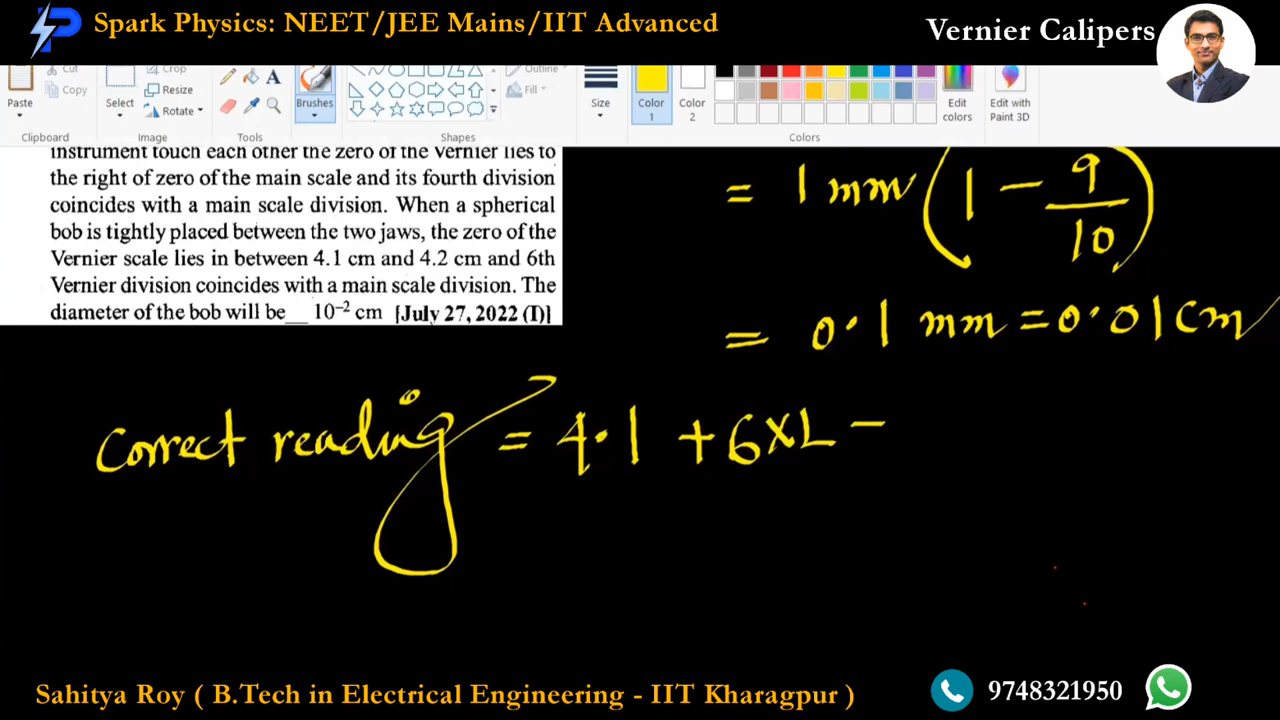 Spark Physics: NEET/JEE Mains/IIT Advanced
Vernier Calipers
Paste
Cut
Copy
Clipboard
Select
Crop
Resize
Rotate
Image
A
Tools
Brushes
Shapes
Outline
Fill
Size
Color
1
Color
2
Colors
Edit
colors
Edit with
Paint 3D
instrument touch each other the zero of the Vernier lies to
the right of zero of the main scale and its fourth division
coincides with a main scale division. When a spherical
bob is tightly placed between the two jaws, the zero of the
Vernier scale lies in between 4.1 cm and 4.2 cm and 6th
Vernier division coincides with a main scale division. The
diameter of the bob will be__ 10⁻² cm [July 27, 2022 (I)]
= 1 mm (1 - 9/10)
= 0.1 mm = 0.01 cm
correct reading = 4.1 + 6XL -
Sahitya Roy ( B.Tech in Electrical Engineering - IIT Kharagpur )
9748321950